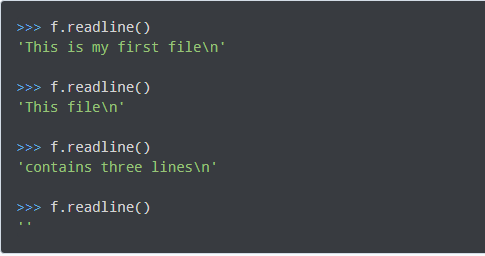 >>> f.readline()
'This is my first file\n'
>>> f.readline()
'This file\n'
>>> f.readline()
'contains three lines\n'
>>> f.readline()
''